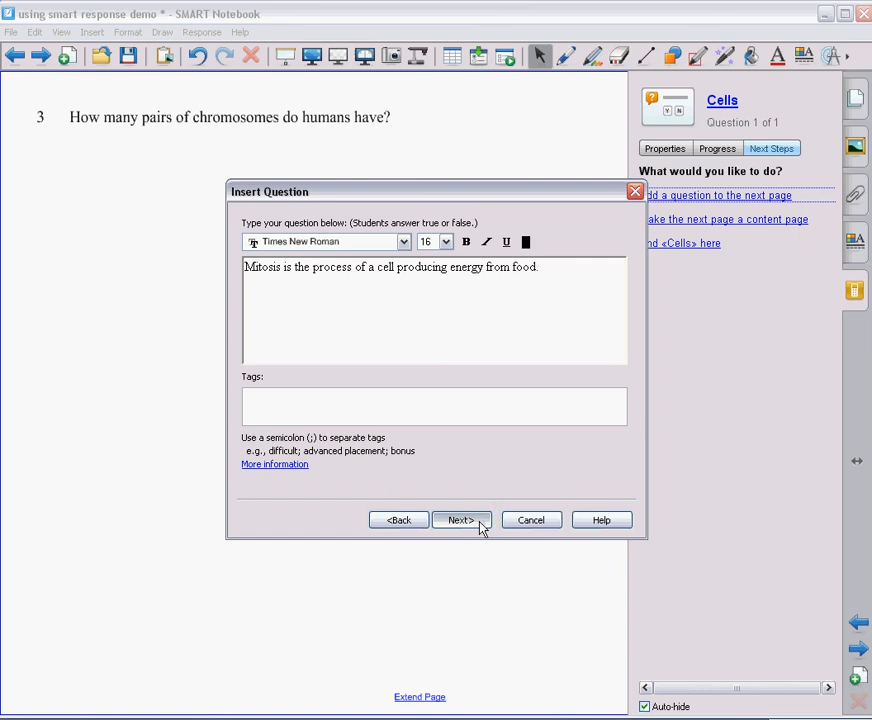 using smart response demo * - SMART Notebook
File Edit View Insert Format Draw Response Help
3 How many pairs of chromosomes do humans have?
Cells
Question 1 of 1
Properties Progress Next Steps
What would you like to do?
dd a question to the next page
ake the next page a content page
nd «Cells» here
Insert Question
Type your question below: (Students answer true or false.)
Times New Roman 16 B I U
Mitosis is the process of a cell producing energy from food.
Tags:
Use a semicolon (;) to separate tags
e.g., difficult; advanced placement; bonus
More information
<Back Next> Cancel Help
Extend Page
Auto-hide